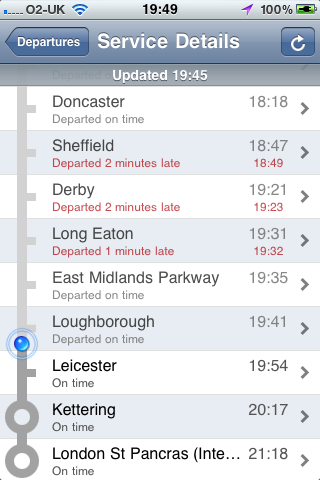 O2-UK 19:49 100%
Departures Service Details
Updated 19:45
Doncaster 18:18
Departed on time
Sheffield 18:47
Departed 2 minutes late 18:49
Derby 19:21
Departed 2 minutes late 19:23
Long Eaton 19:31
Departed 1 minute late 19:32
East Midlands Parkway 19:35
Departed on time
Loughborough 19:41
Departed on time
Leicester 19:54
On time
Kettering 20:17
On time
London St Pancras (Inte... 21:18
On time